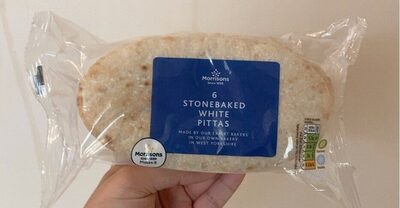 Morrisons
Since 1899
6
STONEBAKED
WHITE
PITTAS
MADE BY OUR EXPERT BAKERS
IN OUR OWN BAKERY
IN WEST YORKSHIRE
Morrisons